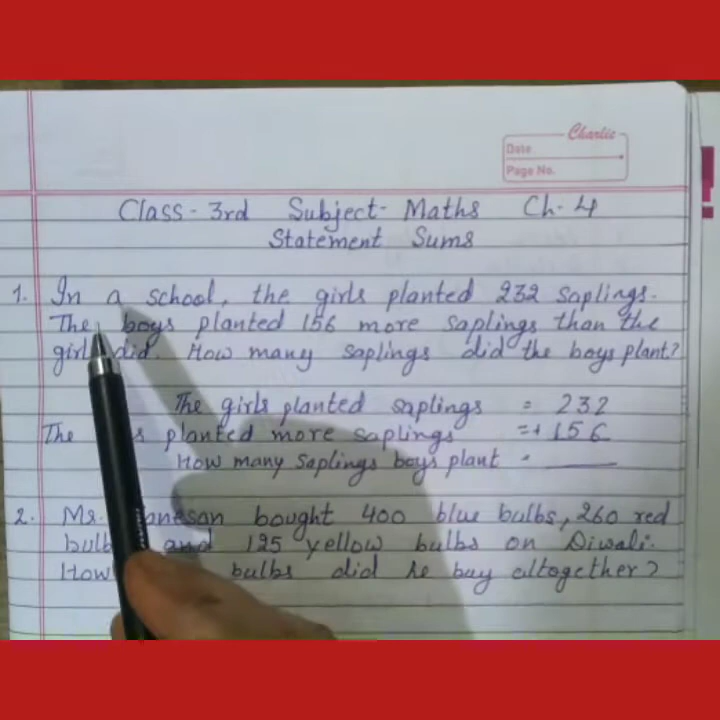 Charlie
Date
Page No.
Class - 3rd Subject - Maths Ch. 4
Statement Sums
1. In a school, the girls planted 232 saplings.
The boys planted 156 more saplings than the
girls did. How many saplings did the boys plant?
The girls planted saplings = 232
The planted more saplings =+ 156
How many Saplings boys plant =
2. Mr. bought 400 blue bulbs, 260 red
bulbs and 125 yellow bulbs on Diwali.
How bulbs did he buy altogether?